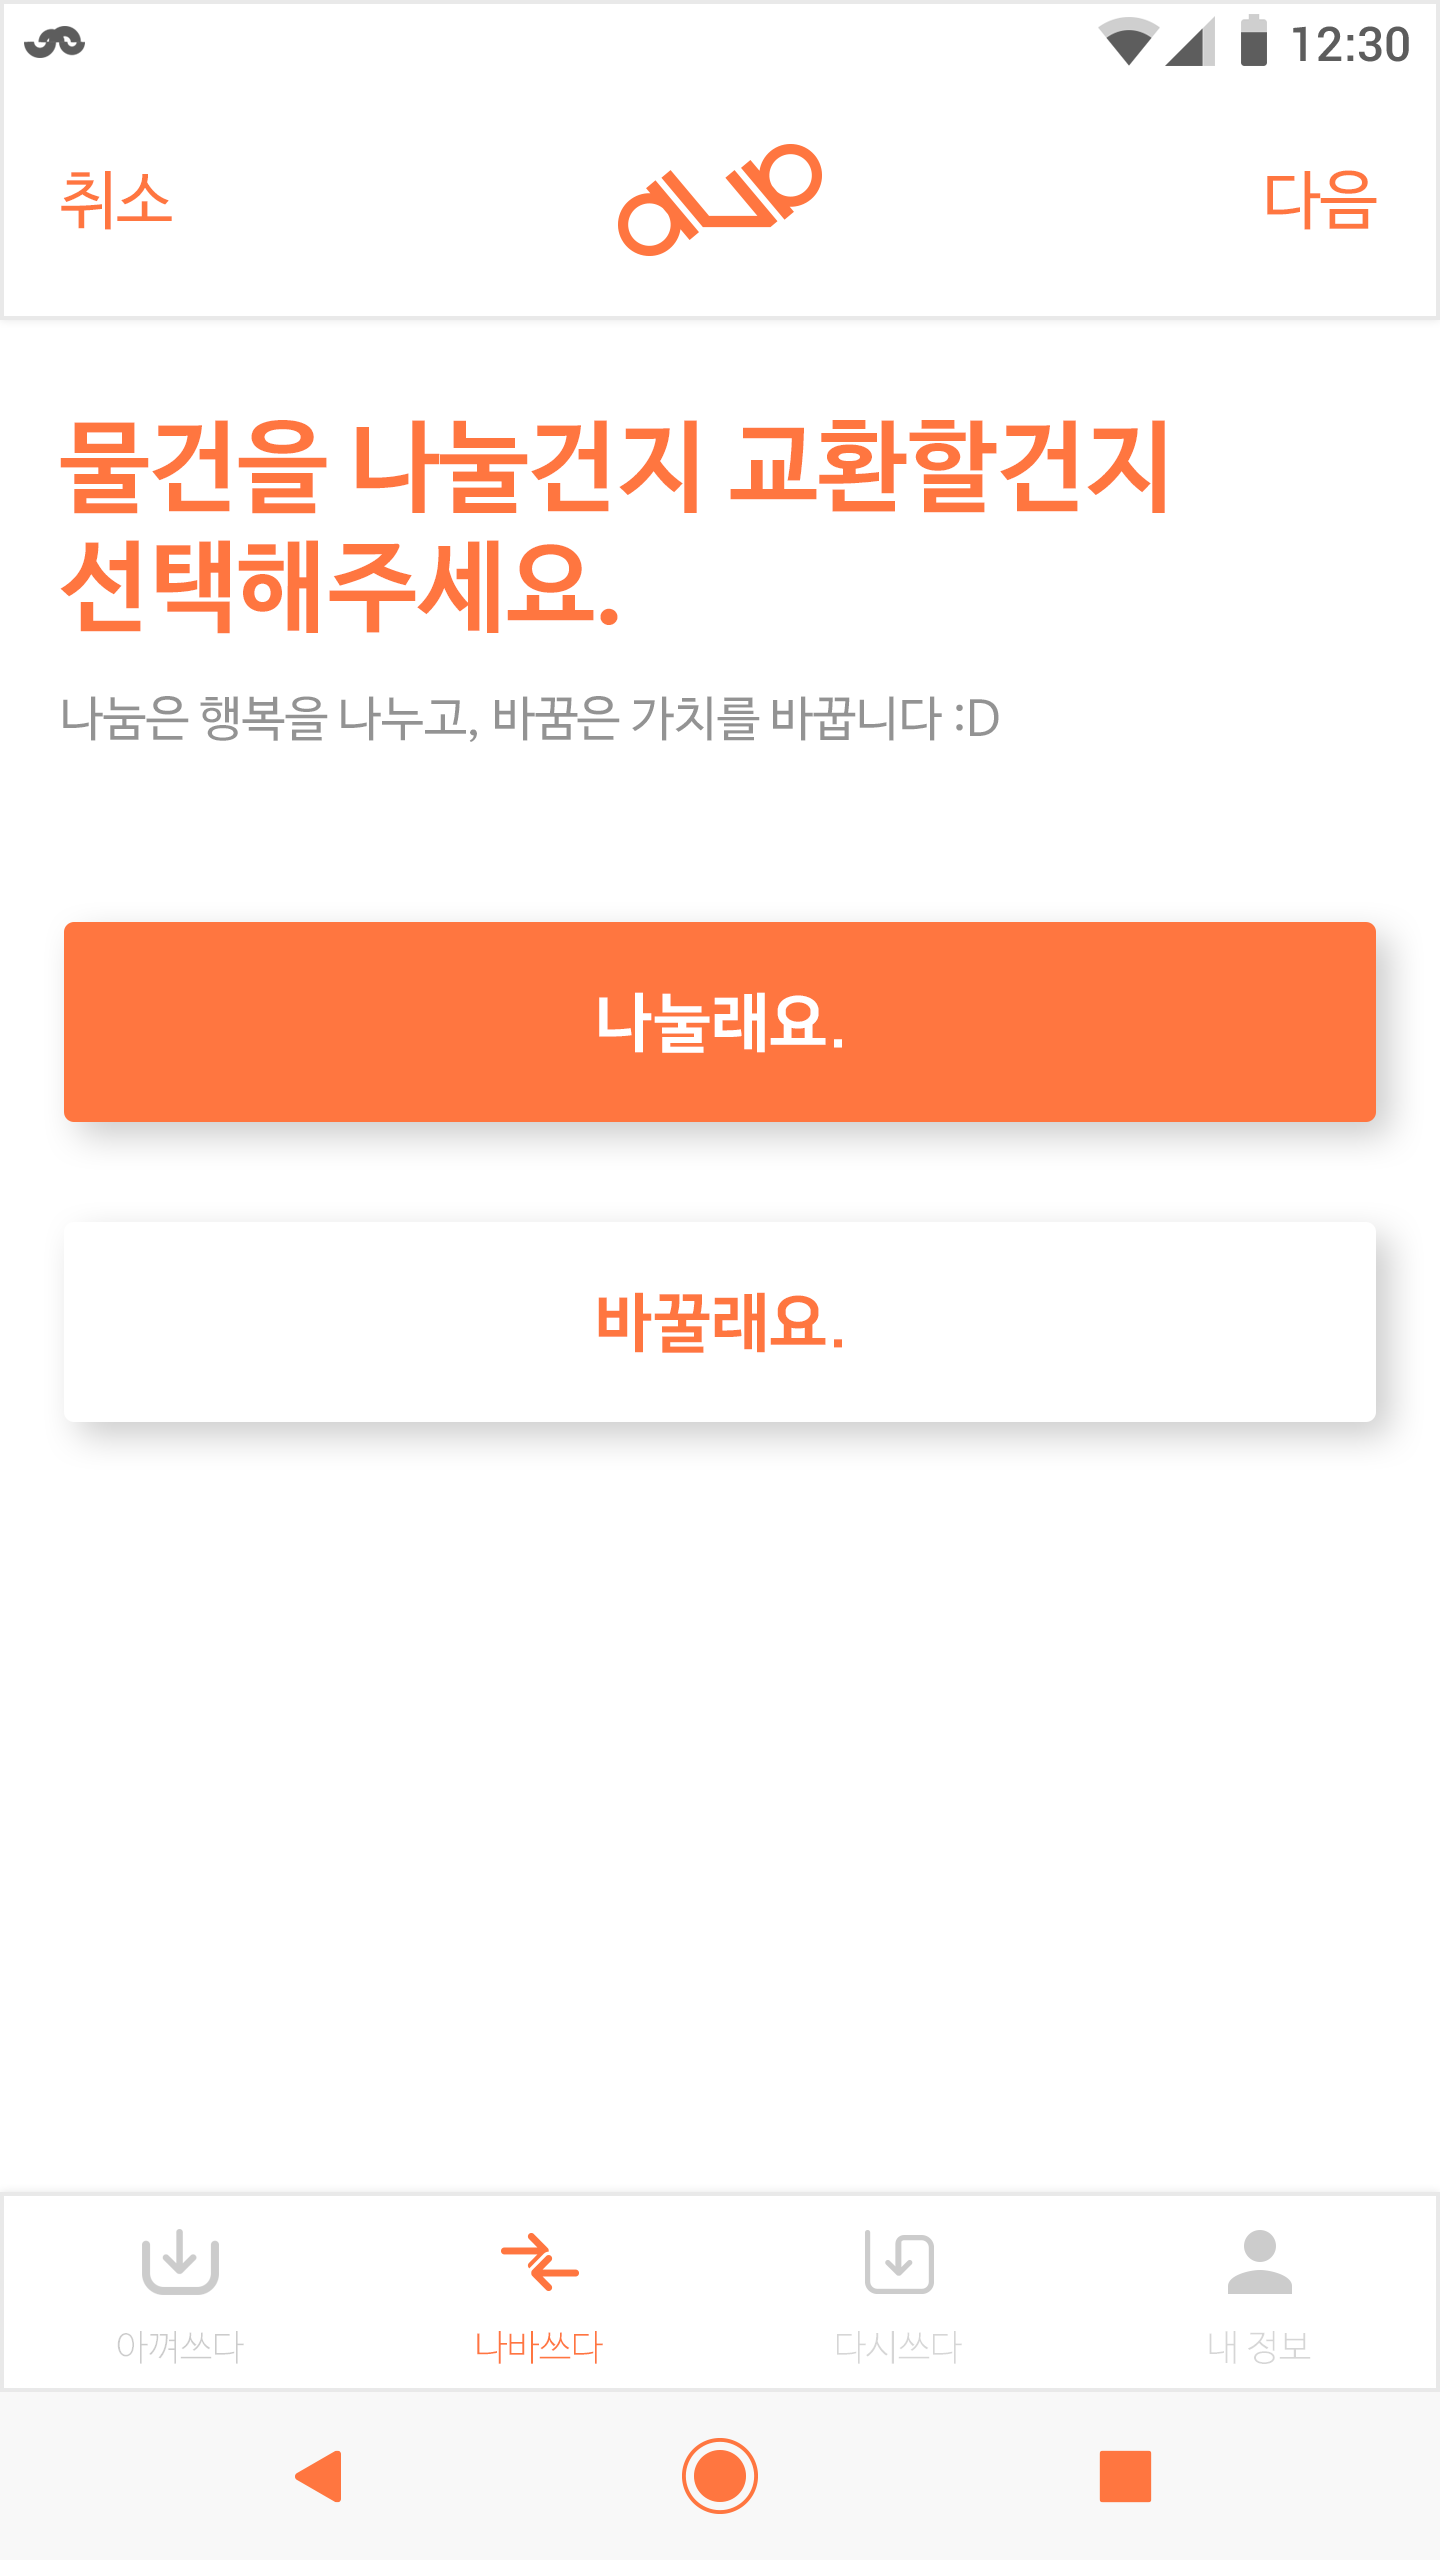 12:30
취소
다음
물건을 나눌건지 교환할건지
선택해주세요.
나눔은 행복을 나누고, 바꿈은 가치를 바꿉니다 :D
나눌래요.
바꿀래요.
아껴쓰다
나바쓰다
다시쓰다
내 정보